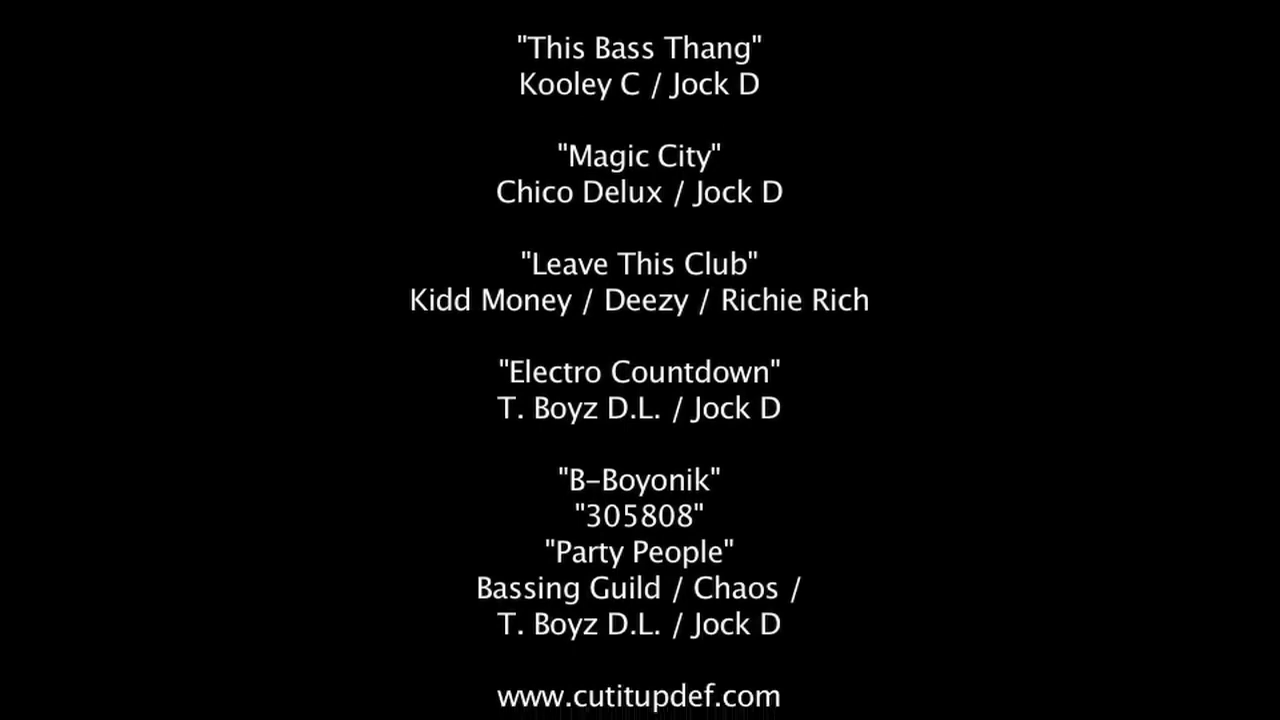 "This Bass Thang"
Kooley C / Jock D
"Magic City"
Chico Delux / Jock D
"Leave This Club"
Kidd Money / Deezy / Richie Rich
"Electro Countdown"
T. Boyz D.L. / Jock D
"B-Boyonik"
"305808"
"Party People"
Bassing Guild / Chaos /
T. Boyz D.L. / Jock D
www.cutitupdef.com